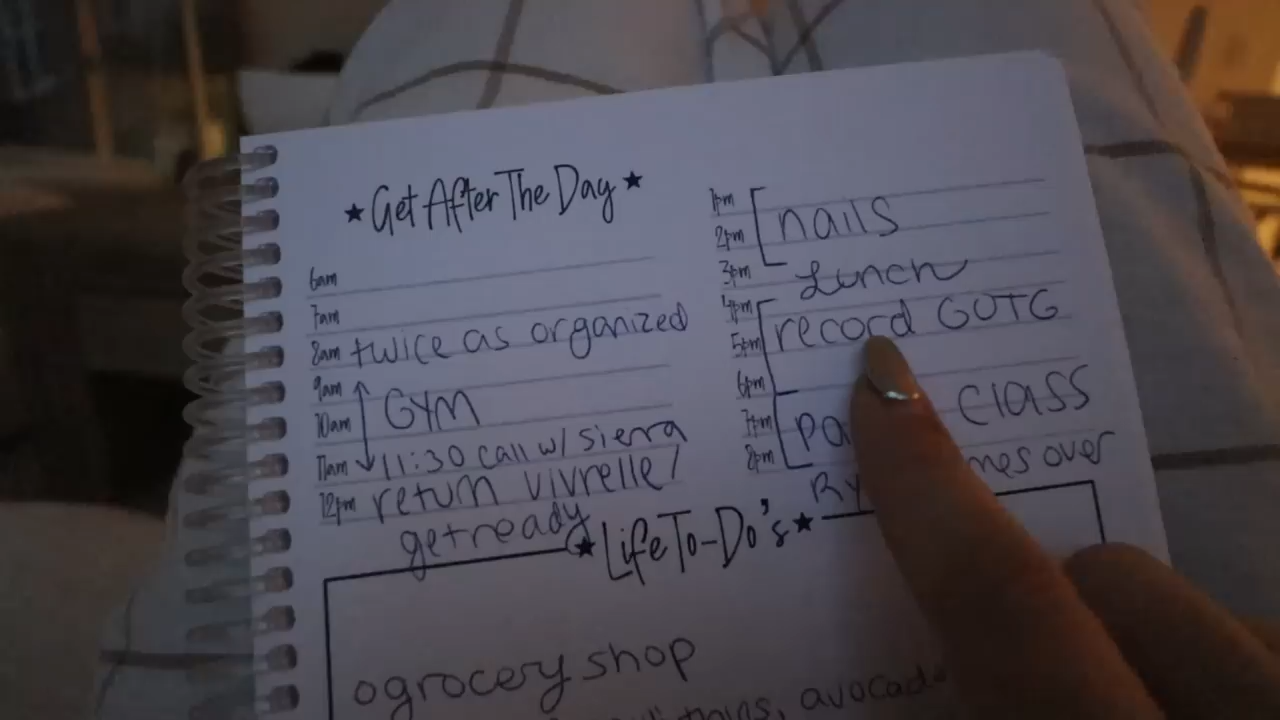 Get After The Day
6am
7am
8am twice as organized
9am
10am GYM
11am 11:30 call w/ sierra
12pm return vivrelle /
get ready
1pm
2pm nails
3pm Lunch
4pm
5pm record GOTG
6pm
7pm class
8pm
over
Life To-Do's
grocery shop